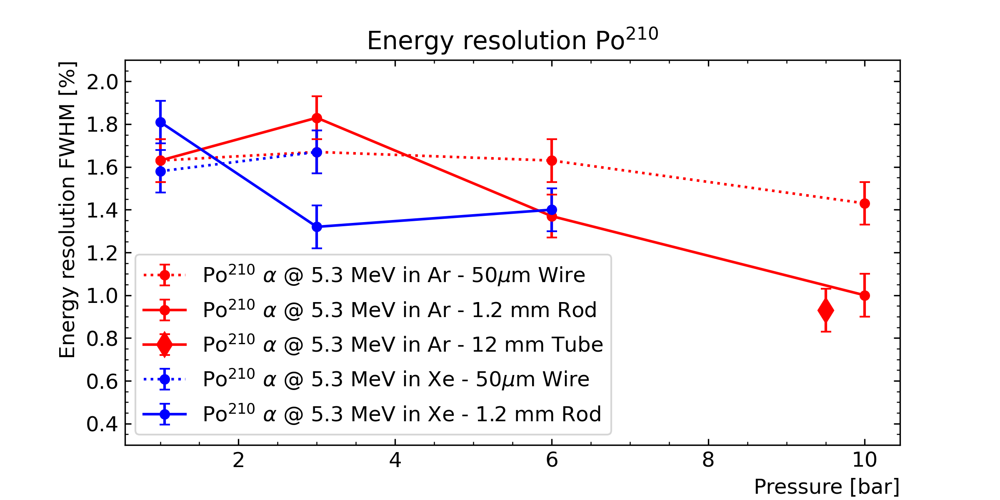 Energy resolution Po²¹⁰
Energy resolution FWHM [%]
2.0
1.8
1.6
1.4
1.2
1.0
0.8
0.6
0.4
Po²¹⁰ α @ 5.3 MeV in Ar - 50μm Wire
Po²¹⁰ α @ 5.3 MeV in Ar - 1.2 mm Rod
Po²¹⁰ α @ 5.3 MeV in Ar - 12 mm Tube
Po²¹⁰ α @ 5.3 MeV in Xe - 50μm Wire
Po²¹⁰ α @ 5.3 MeV in Xe - 1.2 mm Rod
2 4 6 8 10
Pressure [bar]